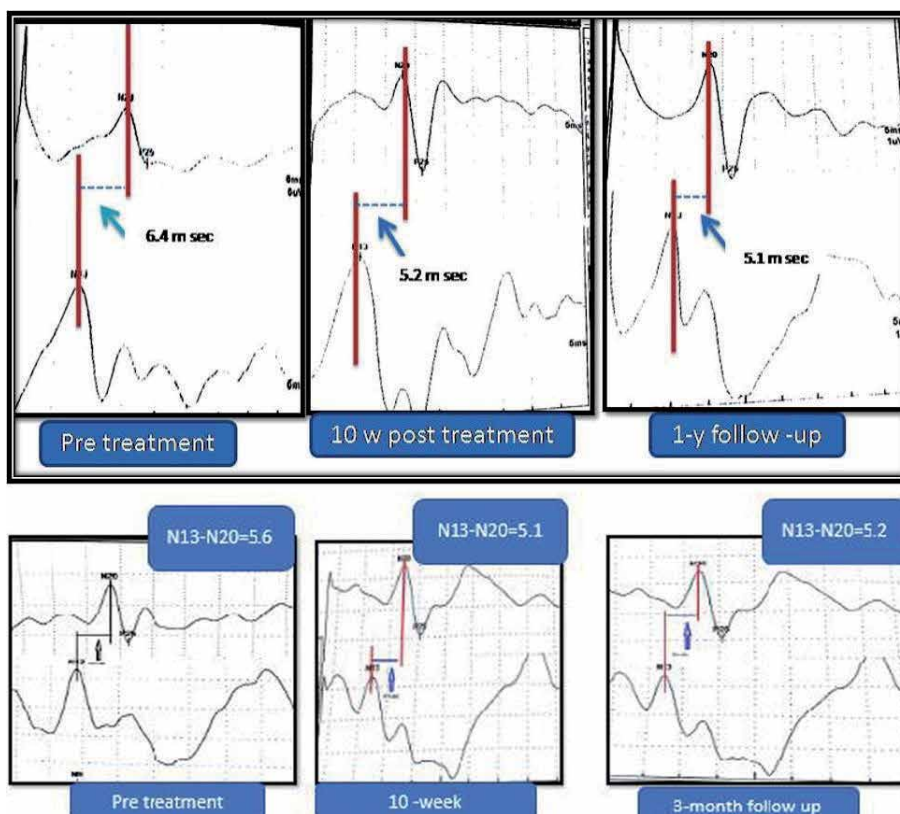 N20
P25
6.4 m sec
N13
Pre treatment
N20
P25
5.2 m sec
N13
10 w post treatment
N20
P25
5.1 m sec
N13
1-y follow -up
N13-N20=5.6
N20
Pre treatment
N13-N20=5.1
N20
N13
10 -week
N13-N20=5.2
N20
N13
3-month follow up